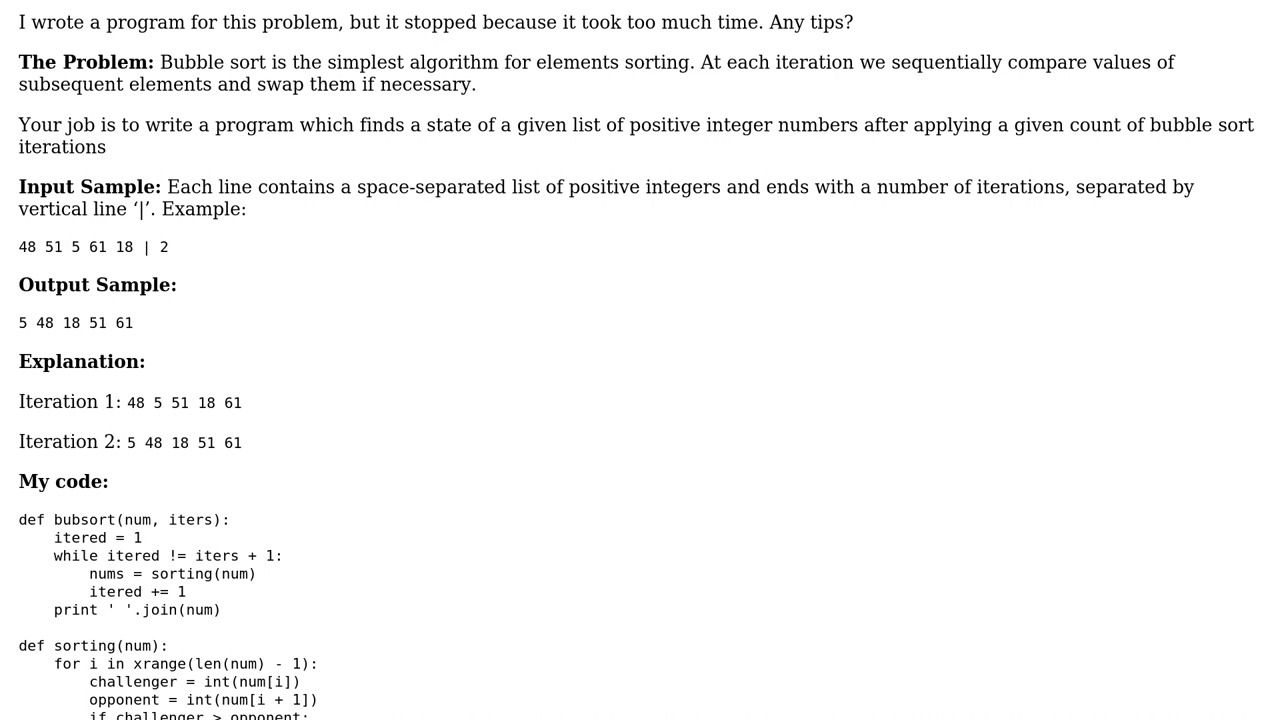 I wrote a program for this problem, but it stopped because it took too much time. Any tips?
The Problem: Bubble sort is the simplest algorithm for elements sorting. At each iteration we sequentially compare values of
subsequent elements and swap them if necessary.
Your job is to write a program which finds a state of a given list of positive integer numbers after applying a given count of bubble sort
iterations
Input Sample: Each line contains a space-separated list of positive integers and ends with a number of iterations, separated by
vertical line ‘|’. Example:
48 51 5 61 18 | 2
Output Sample:
5 48 18 51 61
Explanation:
Iteration 1: 48 5 51 18 61
Iteration 2: 5 48 18 51 61
My code:
def bubsort(num, iters):
    itered = 1
    while itered != iters + 1:
        nums = sorting(num)
        itered += 1
    print ' '.join(num)
def sorting(num):
    for i in xrange(len(num) - 1):
        challenger = int(num[i])
        opponent = int(num[i + 1])
        if challenger > opponent: